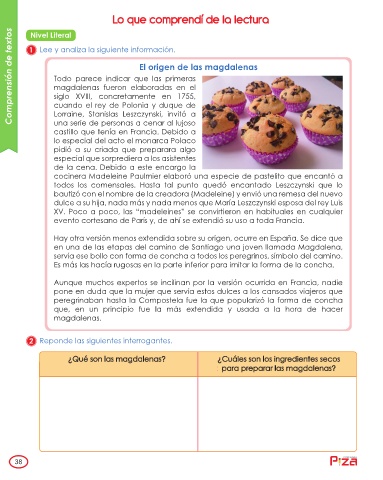 Lo que comprendí de la lectura
Comprensión de textos
Nivel Literal
1 Lee y analiza la siguiente información.
El origen de las magdalenas
Todo parece indicar que las primeras
magdalenas fueron elaboradas en el
siglo XVIII, concretamente en 1755,
cuando el rey de Polonia y duque de
Lorraine, Stanislas Leszczynski, invitó a
una serie de personas a cenar al lujoso
castillo que tenía en Francia. Debido a
lo especial del acto el monarca Polaco
pidió a su criada que preparara algo
especial que sorprendiera a los asistentes
de la cena. Debido a este encargo la
cocinera Madeleine Paulmier elaboró una especie de pastelito que encantó a
todos los comensales. Hasta tal punto quedó encantado Leszczynski que lo
bautizó con el nombre de la creadora (Madeleine) y envió una remesa del nuevo
dulce a su hija, nada más y nada menos que María Leszczynski esposa del rey Luis
XV. Poco a poco, las “madeleines” se convirtieron en habituales en cualquier
evento cortesano de París y, de ahí se extendió su uso a toda Francia.
Hay otra versión menos extendida sobre su origen, ocurre en España. Se dice que
en una de las etapas del camino de Santiago una joven llamada Magdalena,
servía ese bollo con forma de concha a todos los peregrinos, símbolo del camino.
Es más las hacía rugosas en la parte inferior para imitar la forma de la concha.
Aunque muchos expertos se inclinan por la versión ocurrida en Francia, nadie
pone en duda que la mujer que servía estos dulces a los cansados viajeros que
peregrinaban hasta la Compostela fue la que popularizó la forma de concha
que, en un principio fue la más extendida y usada a la hora de hacer
magdalenas.
2 Responde las siguientes interrogantes.
¿Qué son las magdalenas?
¿Cuáles son los ingredientes secos
para preparar las magdalenas?
38